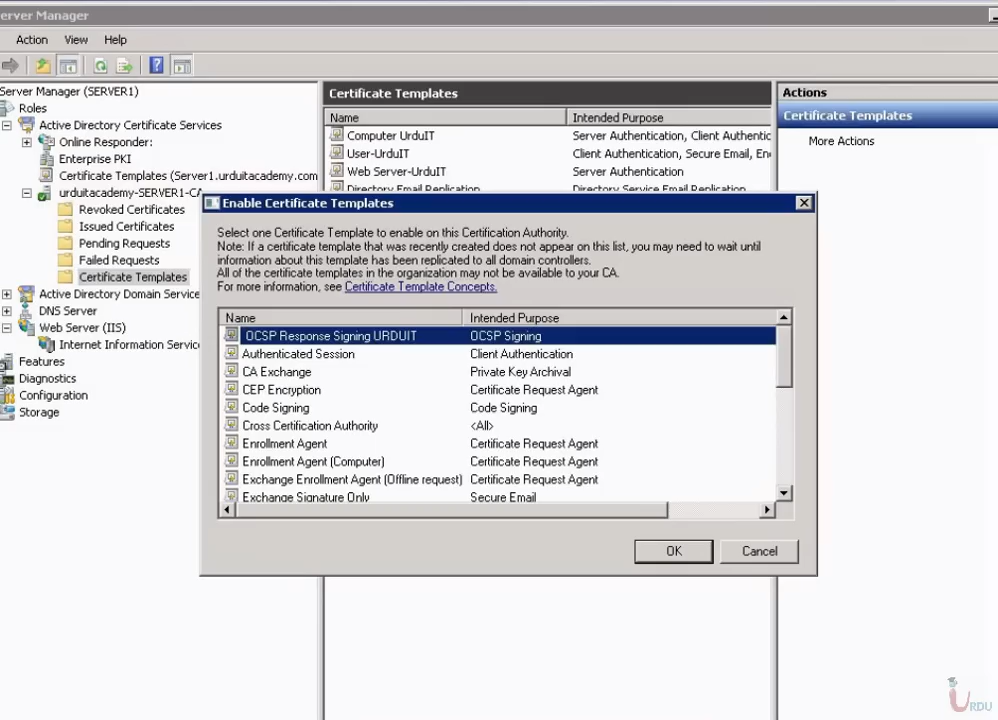 erver Manager
Action View Help
Server Manager (SERVER1)
Roles
Active Directory Certificate Services
Online Responder:
Enterprise PKI
Certificate Templates (Server1.urduitacademy.com
urduitacademy-SERVER1-CA
Revoked Certificates
Issued Certificates
Pending Requests
Failed Requests
Certificate Templates
Active Directory Domain Service
DNS Server
Web Server (IIS)
Internet Information Servic
Features
Diagnostics
Configuration
Storage
Certificate Templates
Name Intended Purpose
Computer UrduIT Server Authentication, Client Authentic
User-UrduIT Client Authentication, Secure Email, En
Web Server-UrduIT Server Authentication
Directory Email Replication Directory Service Email Replication
Actions
Certificate Templates
More Actions
Enable Certificate Templates
Select one Certificate Template to enable on this Certification Authority.
Note: If a certificate template that was recently created does not appear on this list, you may need to wait until
information about this template has been replicated to all domain controllers.
All of the certificate templates in the organization may not be available to your CA.
For more information, see Certificate Template Concepts.
Name Intended Purpose
OCSP Response Signing URDUIT OCSP Signing
Authenticated Session Client Authentication
CA Exchange Private Key Archival
CEP Encryption Certificate Request Agent
Code Signing Code Signing
Cross Certification Authority <All>
Enrollment Agent Certificate Request Agent
Enrollment Agent (Computer) Certificate Request Agent
Exchange Enrollment Agent (Offline request) Certificate Request Agent
Exchange Signature Only Secure Email
OK Cancel
URDU